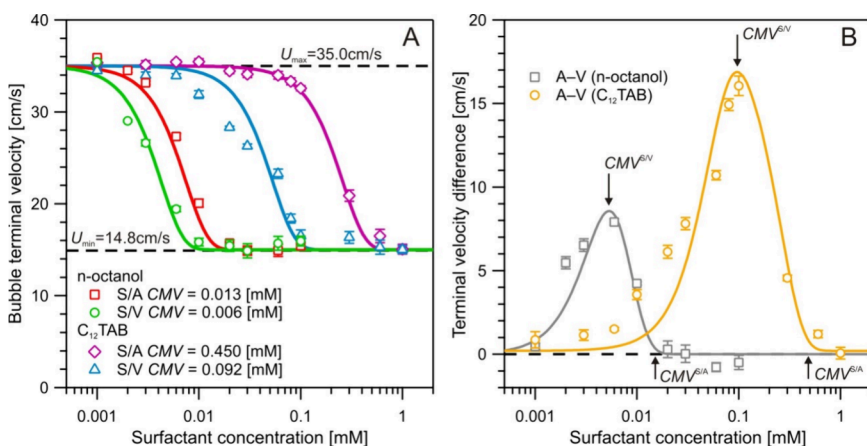 A
U_max=35.0cm/s
U_min=14.8cm/s
n-octanol
S/A CMV = 0.013 [mM]
S/V CMV = 0.006 [mM]
C₁₂TAB
S/A CMV = 0.450 [mM]
S/V CMV = 0.092 [mM]
Bubble terminal velocity [cm/s]
40
30
20
10
0
0.001 0.01 0.1 1
Surfactant concentration [mM]
B
CMV^S/V
A–V (n-octanol)
A–V (C₁₂TAB)
CMV^S/V
CMV^S/A
CMV^S/A
Terminal velocity difference [cm/s]
20
15
10
5
0
0.001 0.01 0.1 1
Surfactant concentration [mM]